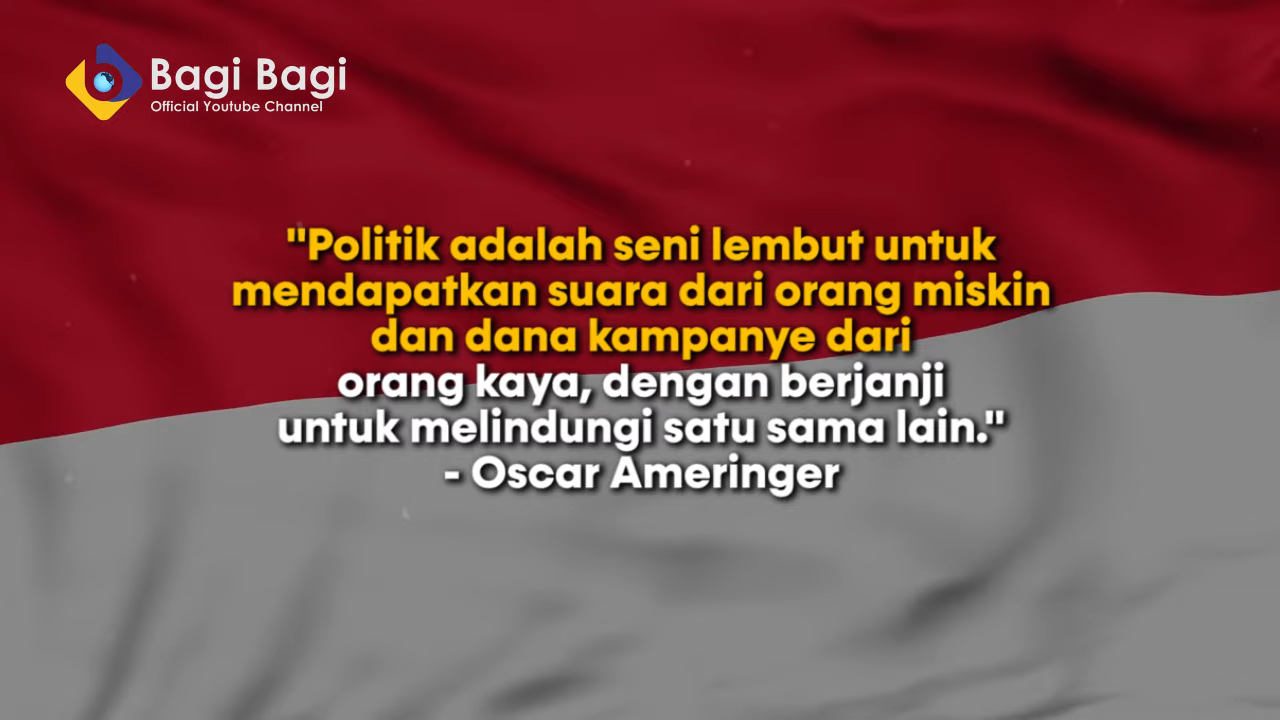 Bagi Bagi
Official Youtube Channel
"Politik adalah seni lembut untuk
mendapatkan suara dari orang miskin
dan dana kampanye dari
orang kaya, dengan berjanji
untuk melindungi satu sama lain."
- Oscar Ameringer